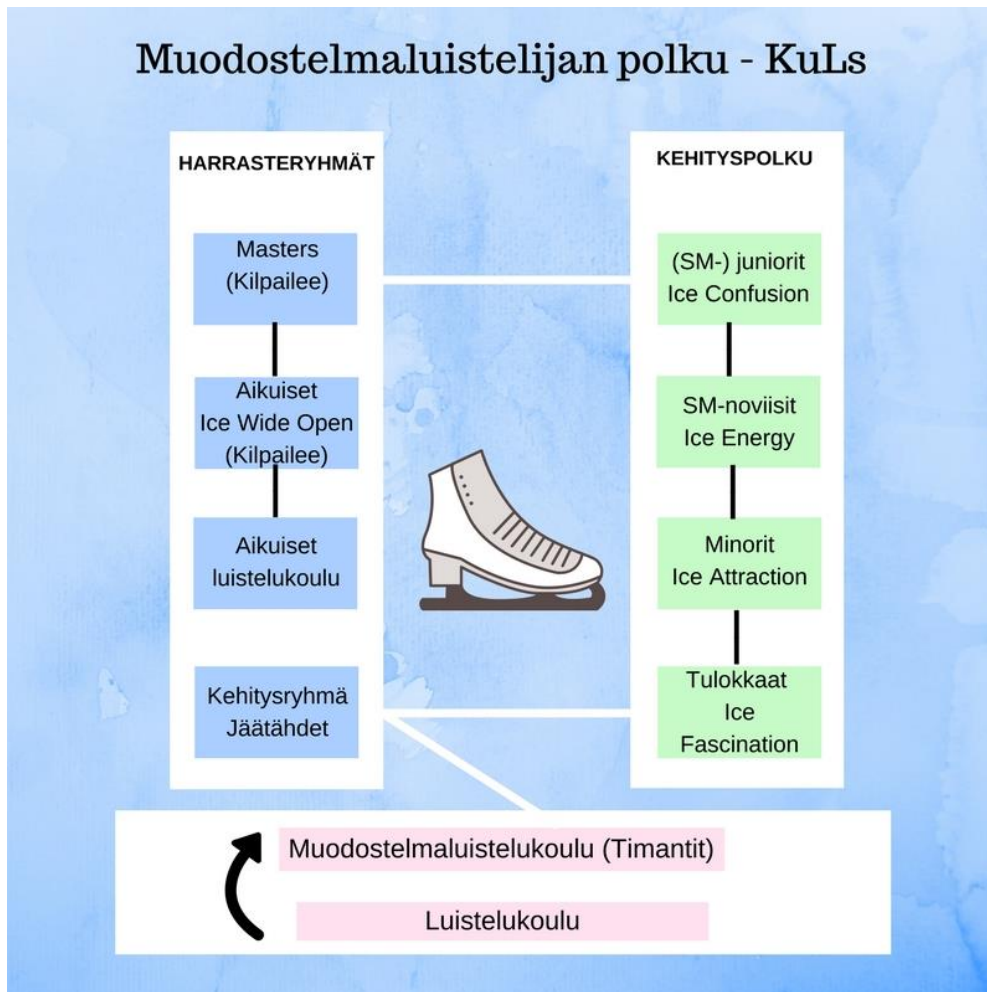 Muodostelmaluistelijan polku - KuLs
HARRASTERYHMÄT
Masters
(Kilpailee)
Aikuiset
Ice Wide Open
(Kilpailee)
Aikuiset
luistelukoulu
Kehitysryhmä
Jäätähdet
KEHITYSPOLKU
(SM-) juniorit
Ice Confusion
SM-noviisit
Ice Energy
Minorit
Ice Attraction
Tulokkaat
Ice
Fascination
Muodostelmaluistelukoulu (Timantit)
Luistelukoulu